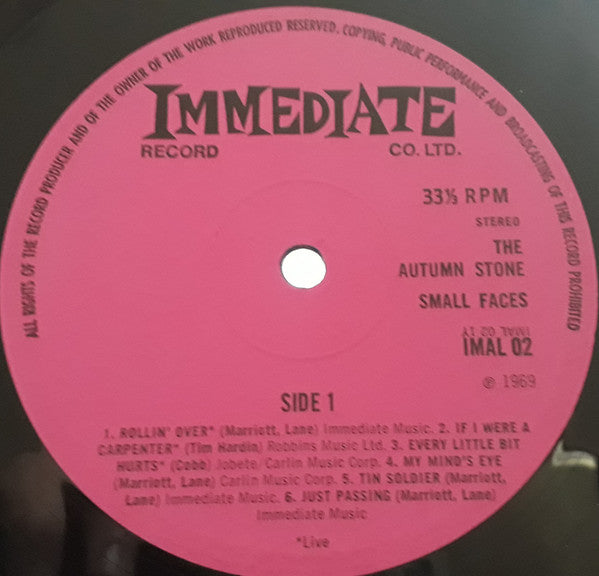 ALL RIGHTS OF THE RECORD PRODUCER AND OF THE OWNER OF THE WORK REPRODUCED RESERVED. COPYING, PUBLIC PERFORMANCE AND BROADCASTING OF THIS RECORD PROHIBITED
IMMEDIATE
RECORD CO. LTD.
33⅓ RPM
STEREO
THE
AUTUMN STONE
SMALL FACES
IMAL 02 A1
IMAL 02
℗ 1969
SIDE 1
1. ROLLIN' OVER* (Marriott, Lane) Immediate Music. 2. IF I WERE A
CARPENTER* (Tim Hardin) Robbins Music Ltd. 3. EVERY LITTLE BIT
HURTS* (Cobb) Jobete/Carlin Music Corp. 4. MY MIND'S EYE
(Marriott, Lane) Carlin Music Corp. 5. TIN SOLDIER (Marriott,
Lane) Immediate Music. 6. JUST PASSING (Marriott, Lane)
Immediate Music
*Live